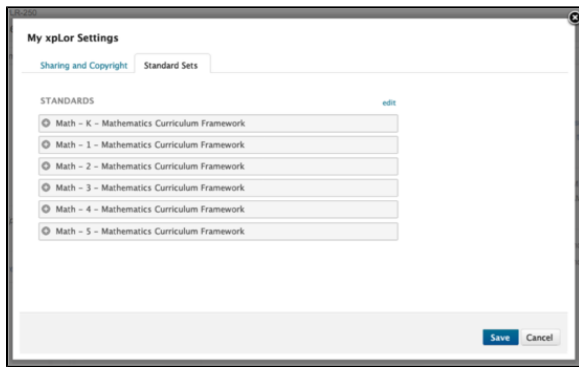 LR-250
My xpLor Settings
Sharing and Copyright Standard Sets
STANDARDS edit
Math – K – Mathematics Curriculum Framework
Math – 1 – Mathematics Curriculum Framework
Math – 2 – Mathematics Curriculum Framework
Math – 3 – Mathematics Curriculum Framework
Math – 4 – Mathematics Curriculum Framework
Math – 5 – Mathematics Curriculum Framework
Save Cancel